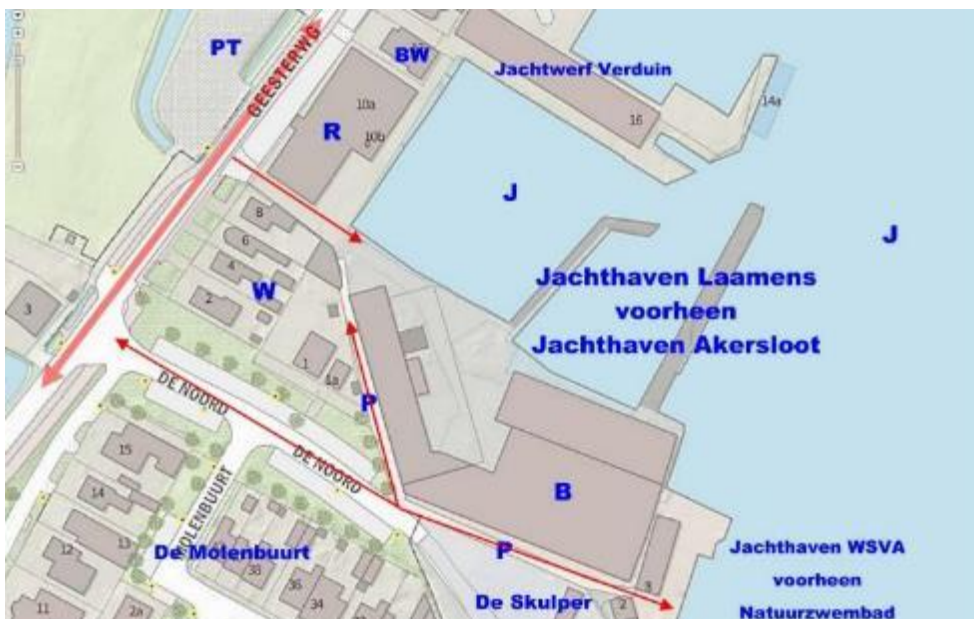 PT
GEESTERWG
BW
Jachtwerf Verduin
14a
10a
16
R
10b
J
8
J
6
4
W
Jachthaven Laamens
2
voorheen
3
Jachthaven Akersloot
1
1a
DE NOORD
P
15
DE NOORD
14
B
MOLENBUURT
13
12
De Molenbuurt
P
Jachthaven WSVA
38
voorheen
36
3
34
De Skulper
2
11
2a
Natuurzwembad